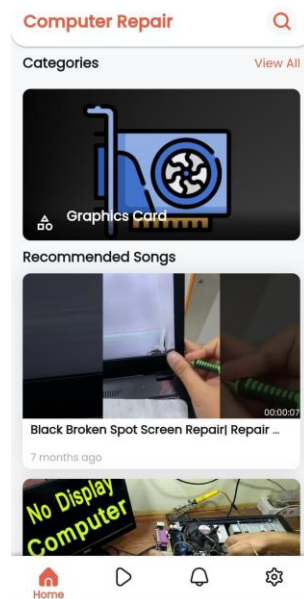 Computer Repair
Categories
View All
Graphics Card
Recommended Songs
00:00:07
Black Broken Spot Screen Repair| Repair ...
7 months ago
No Display
Computer
Home